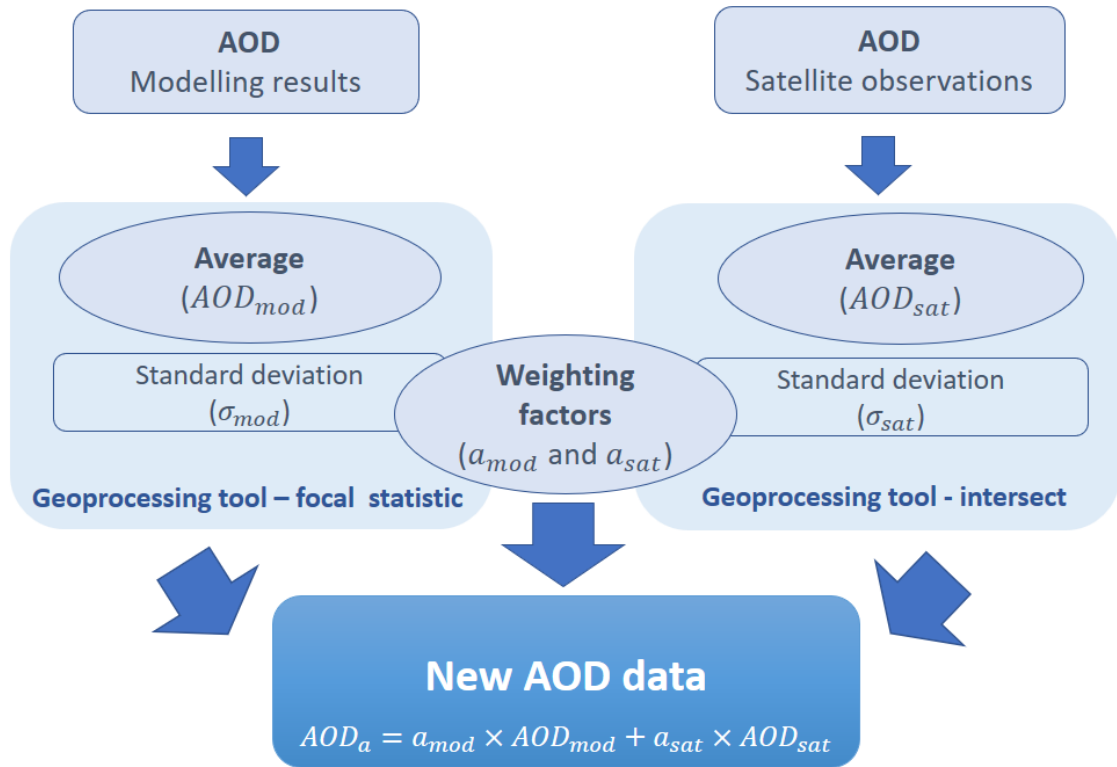 AOD
Modelling results
AOD
Satellite observations
Average
(AOD_mod)
Average
(AOD_sat)
Standard deviation
(σ_mod)
Weighting
factors
(a_mod and a_sat)
Standard deviation
(σ_sat)
Geoprocessing tool – focal statistic
Geoprocessing tool - intersect
New AOD data
AOD_a = a_mod × AOD_mod + a_sat × AOD_sat